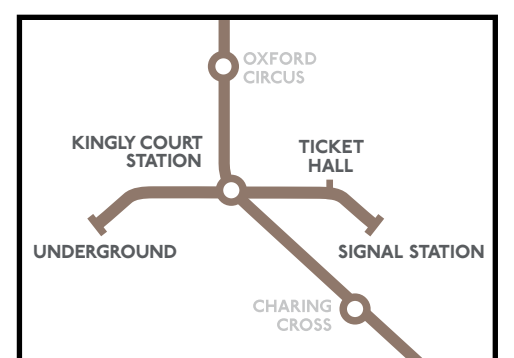 OXFORD
CIRCUS
KINGLY COURT
STATION
TICKET
HALL
UNDERGROUND
SIGNAL STATION
CHARING
CROSS